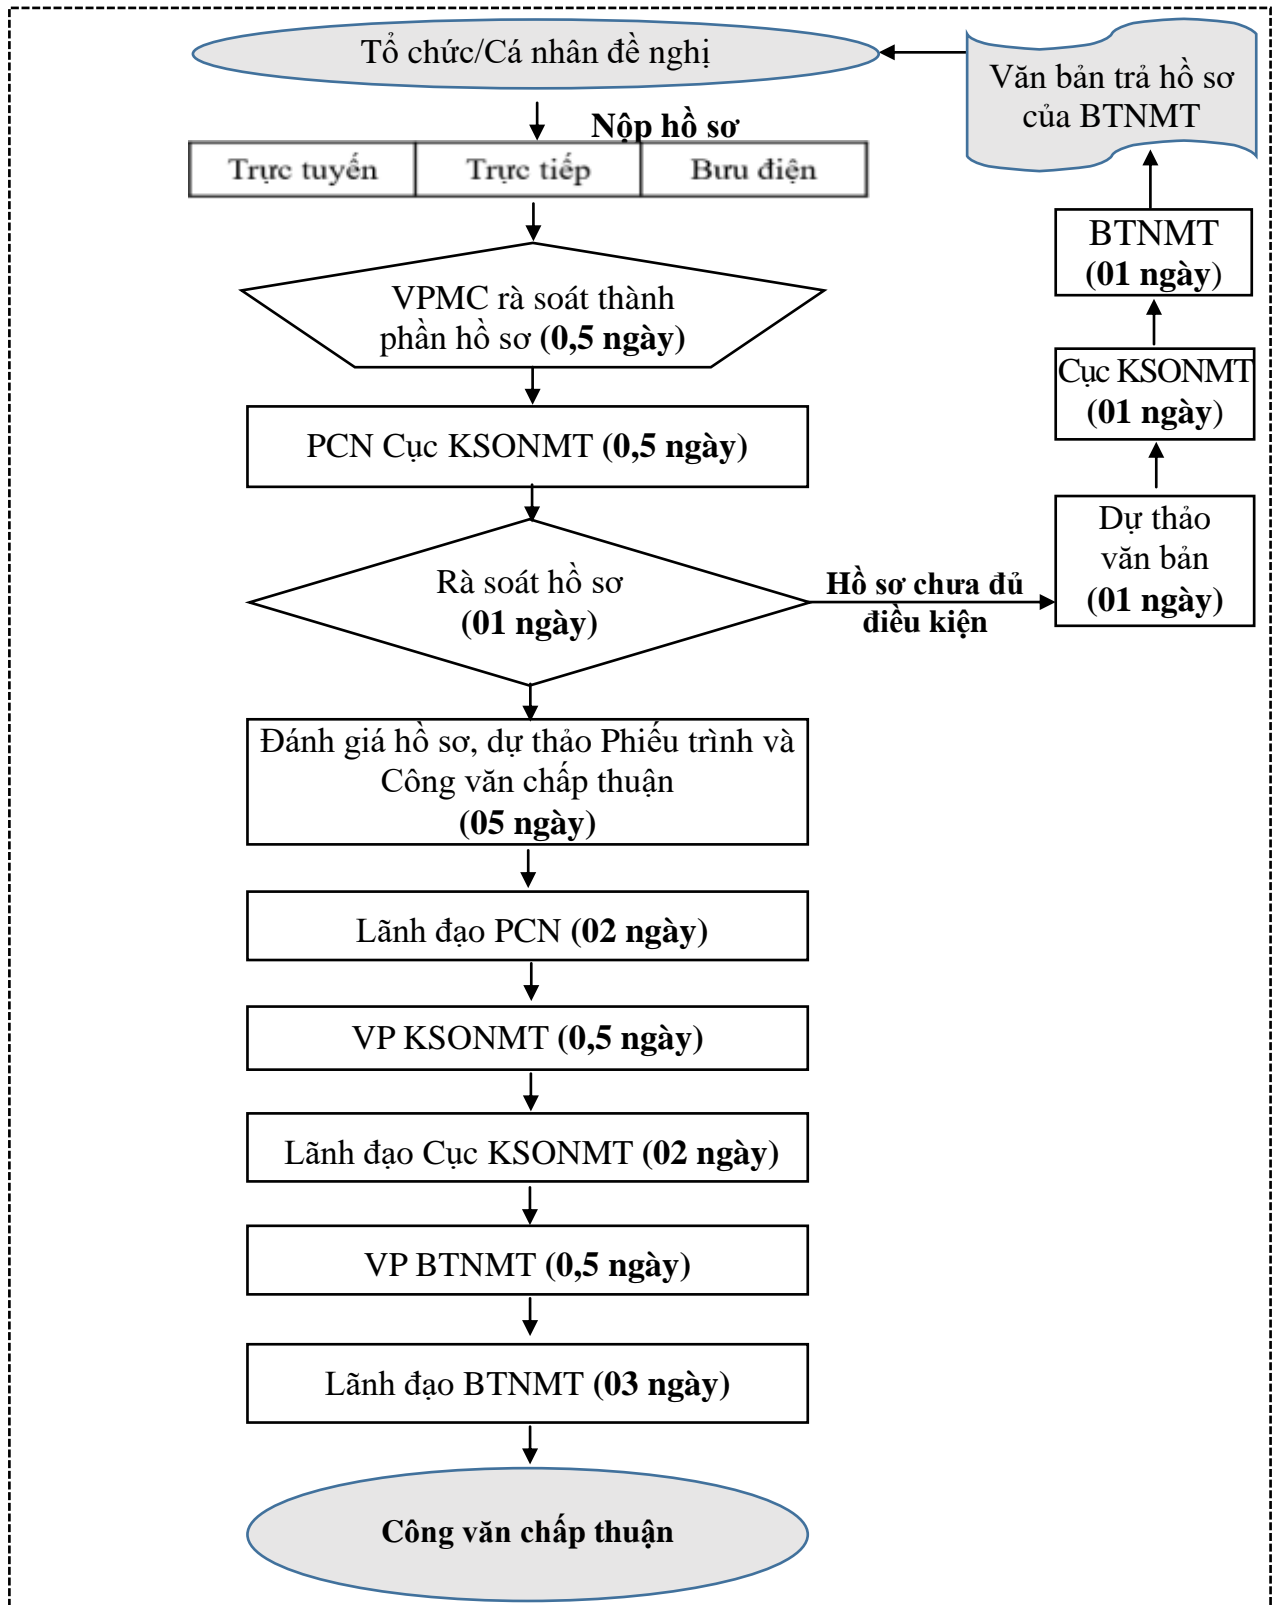 Tổ chức/Cá nhân đề nghị
Nộp hồ sơ
Trực tuyến Trực tiếp Bưu điện
VPMC rà soát thành
phần hồ sơ (0,5 ngày)
PCN Cục KSONMT (0,5 ngày)
Rà soát hồ sơ
(01 ngày)
Hồ sơ chưa đủ
điều kiện
Dự thảo
văn bản
(01 ngày)
Cục KSONMT
(01 ngày)
BTNMT
(01 ngày)
Văn bản trả hồ sơ
của BTNMT
Đánh giá hồ sơ, dự thảo Phiếu trình và
Công văn chấp thuận
(05 ngày)
Lãnh đạo PCN (02 ngày)
VP KSONMT (0,5 ngày)
Lãnh đạo Cục KSONMT (02 ngày)
VP BTNMT (0,5 ngày)
Lãnh đạo BTNMT (03 ngày)
Công văn chấp thuận